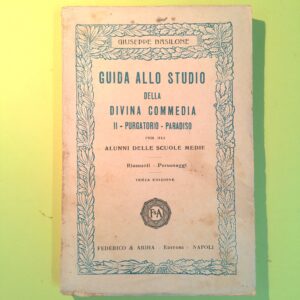 GIUSEPPE BASILONE
GUIDA ALLO STUDIO
DELLA
DIVINA COMMEDIA
II - PURGATORIO - PARADISO
PER GLI
ALUNNI DELLE SCUOLE MEDIE
Riassunti - Personaggi
TERZA EDIZIONE
F&A
FEDERICO & ARDIA - Editori - NAPOLI